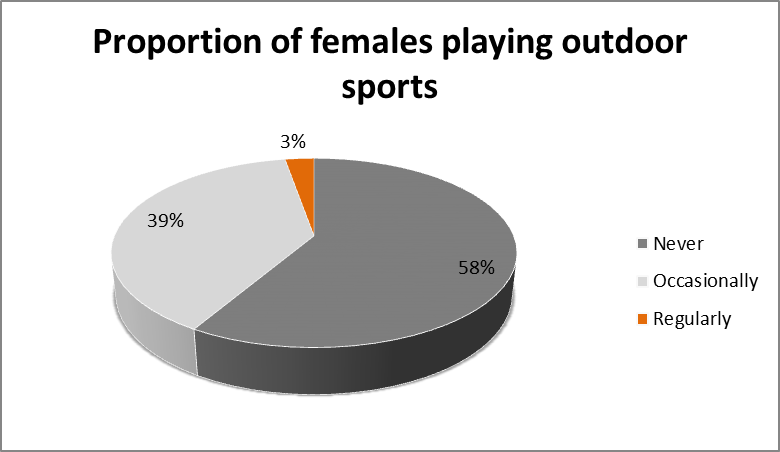 Proportion of females playing outdoor
sports
3%
39%
58%
Never
Occasionally
Regularly